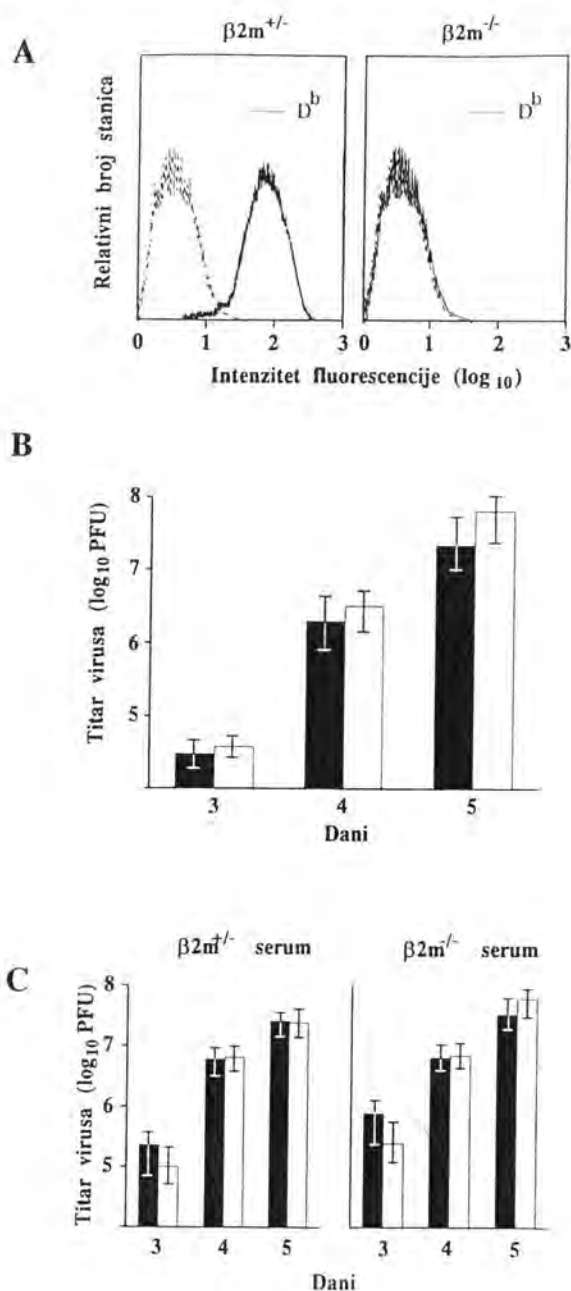 A
β2m+/- β2m-/-
Relativni broj stanica
D^b D^b
0 1 2 3 0 1 2 3
Intenzitet fluorescencije (log10)
B
Titar virusa (log10 PFU)
8
7
6
5
3 4 5
Dani
C
β2m+/- serum β2m-/- serum
Titar virusa (log10 PFU)
8
7
6
5
3 4 5 3 4 5
Dani